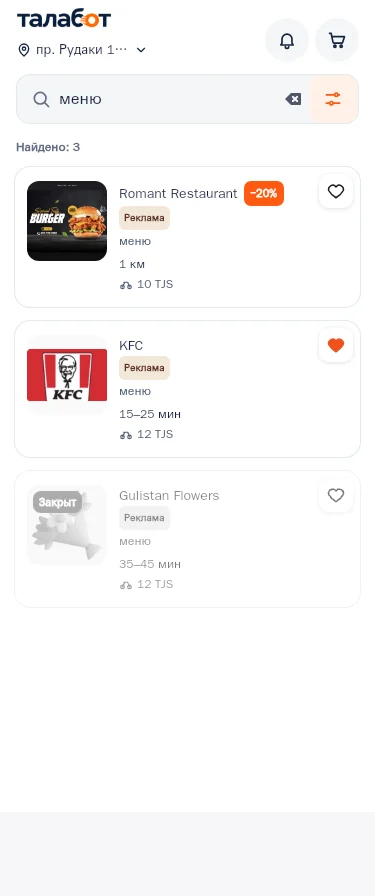 талабот
пр. Рудаки 1···
меню
Найдено: 3
BURGER
Romant Restaurant -20%
Реклама
меню
1 км
10 TJS
KFC
KFC
Реклама
меню
15–25 мин
12 TJS
Закрыт
Gulistan Flowers
Реклама
меню
35–45 мин
12 TJS